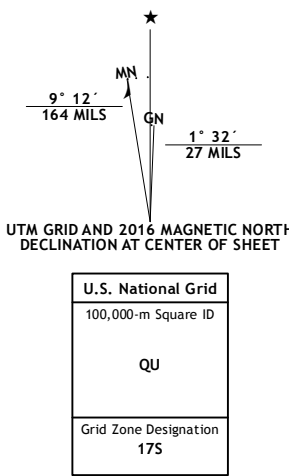 ★
MN
GN
9° 12´
164 MILS
1° 32´
27 MILS
UTM GRID AND 2016 MAGNETIC NORTH
DECLINATION AT CENTER OF SHEET
U.S. National Grid
100,000-m Square ID
QU
Grid Zone Designation
17S